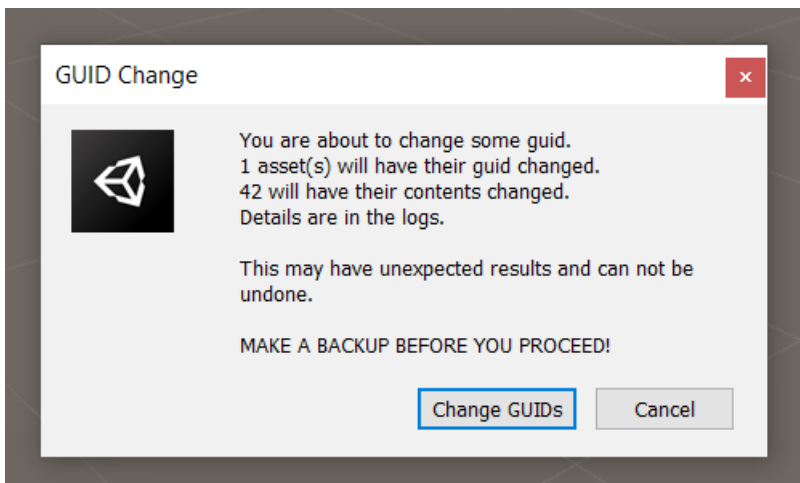 GUID Change
You are about to change some guid.
1 asset(s) will have their guid changed.
42 will have their contents changed.
Details are in the logs.
This may have unexpected results and can not be
undone.
MAKE A BACKUP BEFORE YOU PROCEED!
Change GUIDs
Cancel